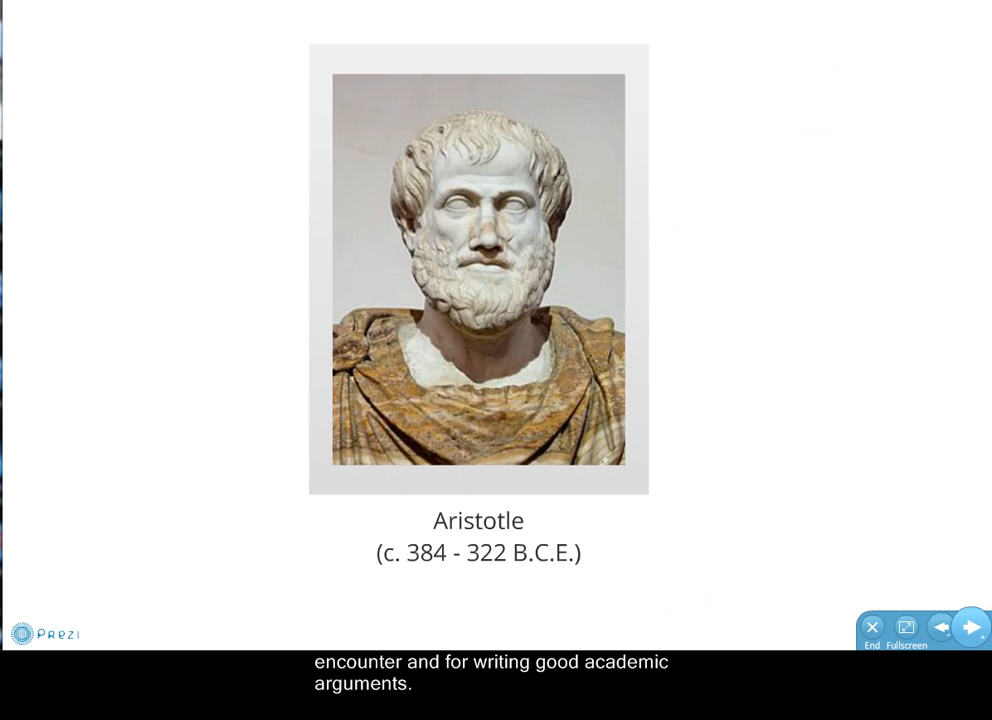 Aristotle
(c. 384 - 322 B.C.E.)
PREZI
End Fullscreen
encounter and for writing good academic
arguments.